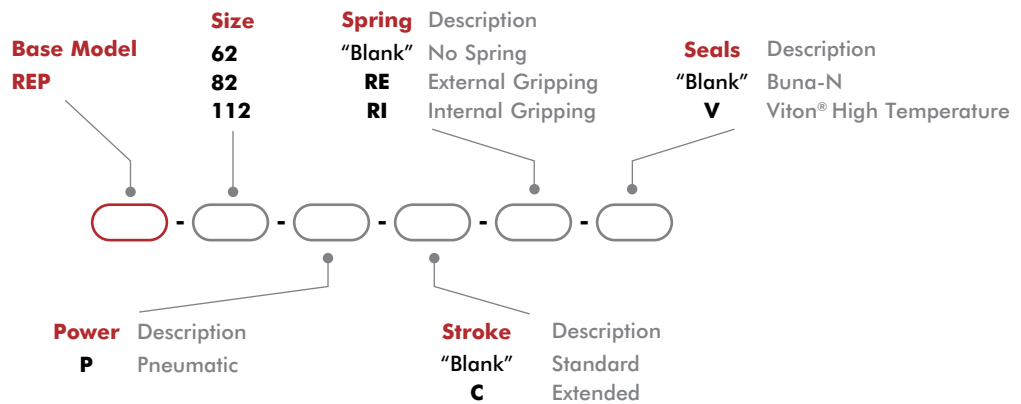 Size
62
82
112
Spring Description
“Blank” No Spring
RE External Gripping
RI Internal Gripping
Base Model
REP
Seals Description
“Blank” Buna-N
V Viton® High Temperature
- - - - -
Power Description
P Pneumatic
Stroke Description
“Blank” Standard
C Extended